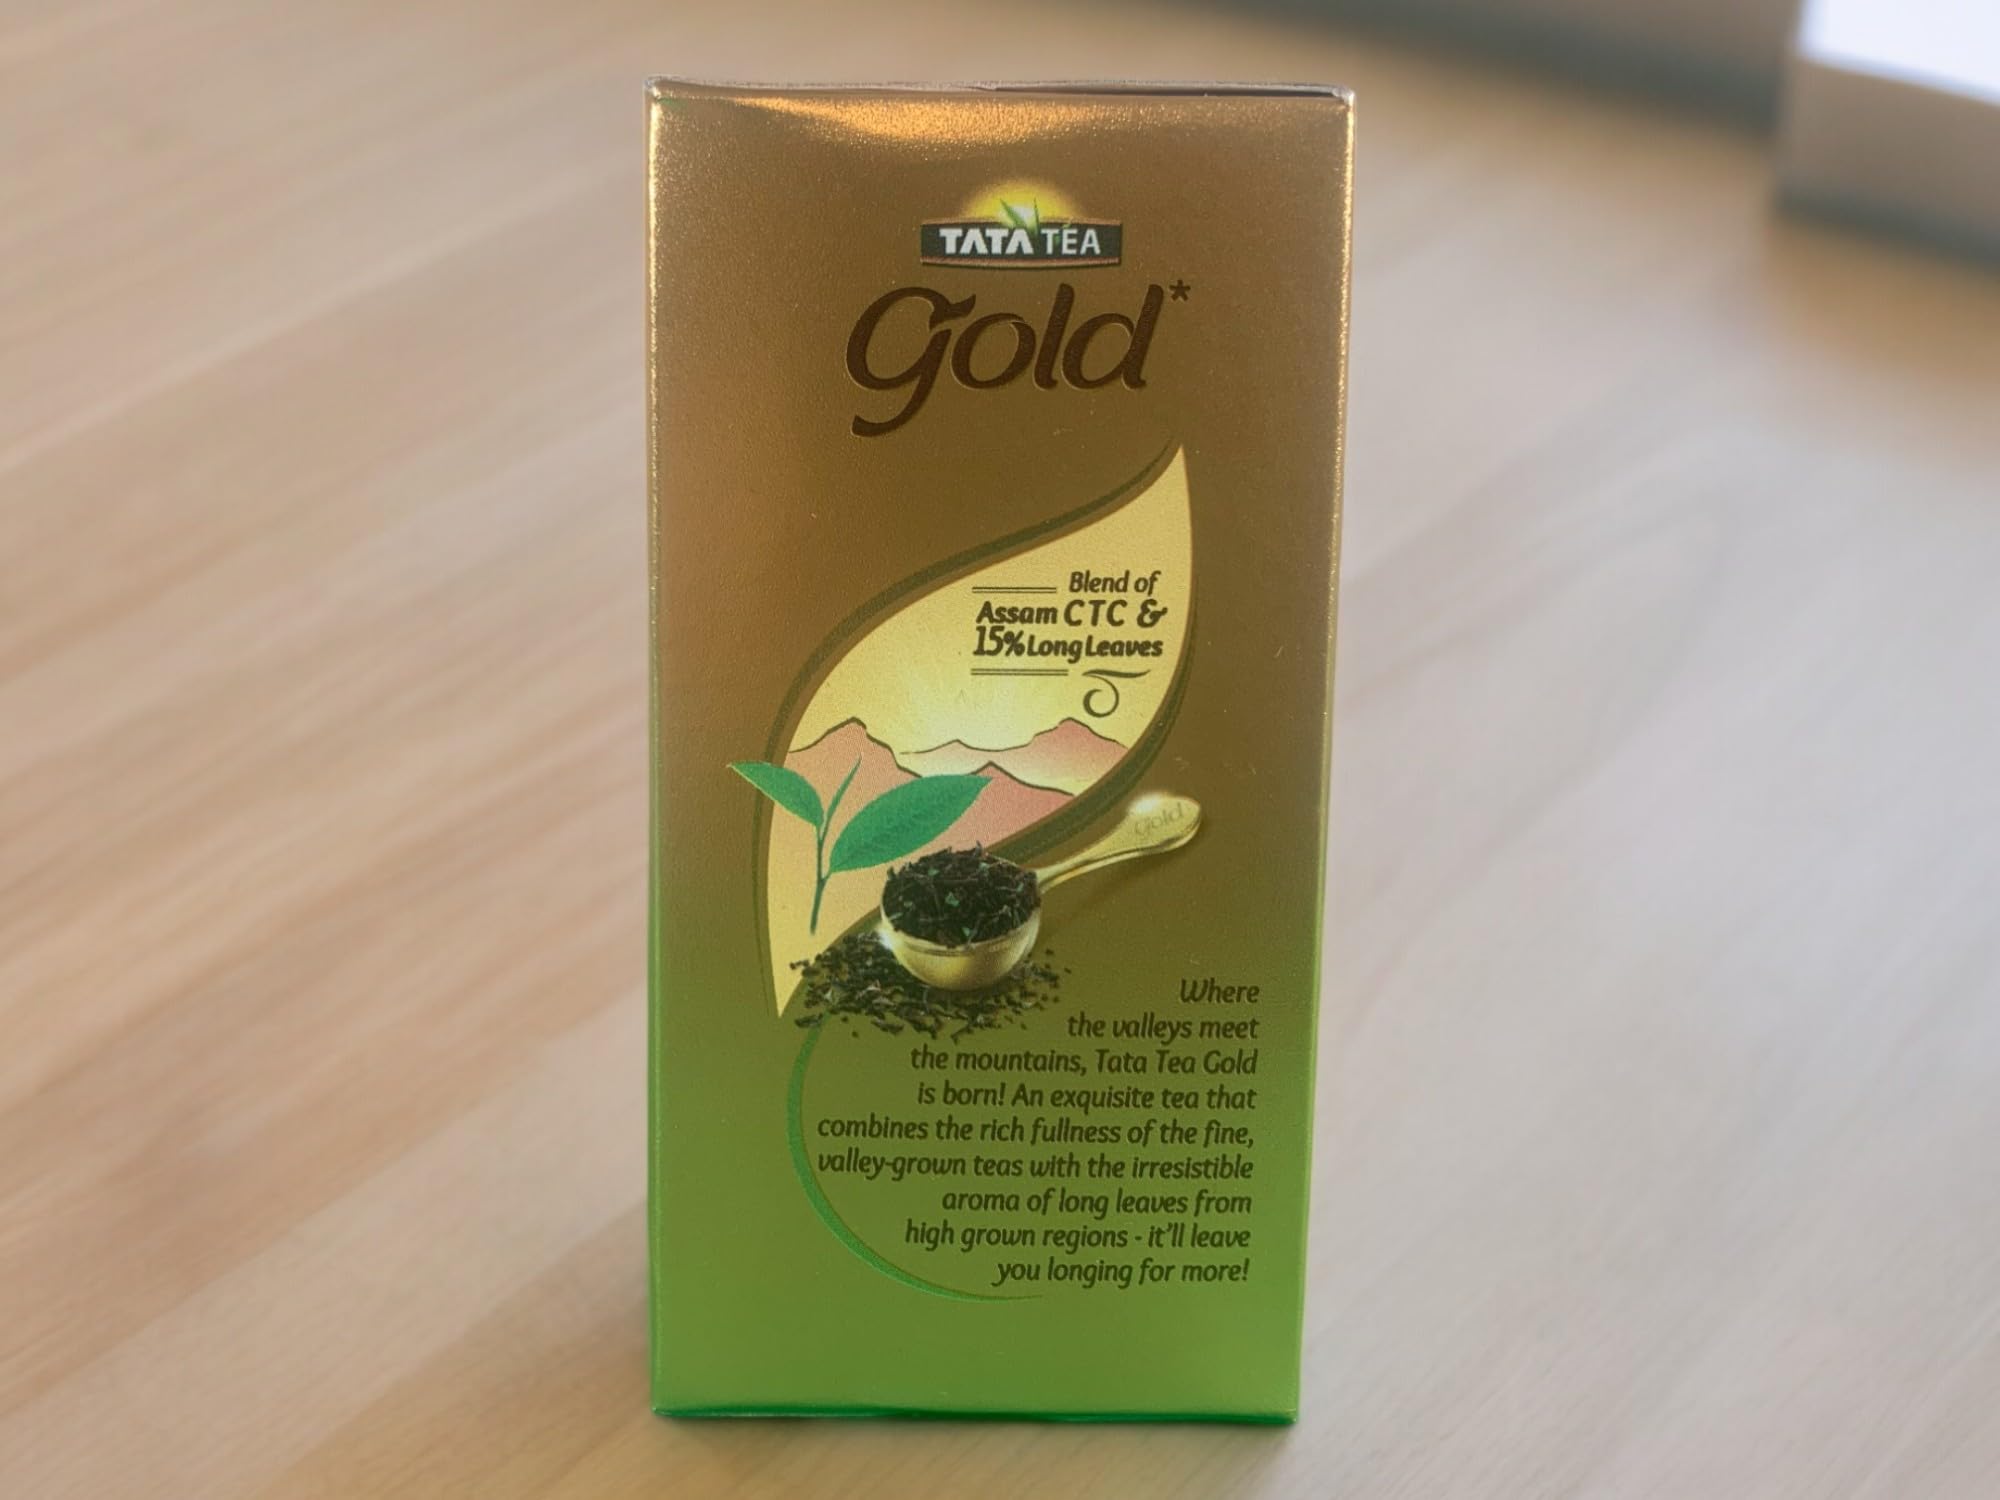 TATA TEA
Gold*
Blend of
Assam CTC &
15% Long Leaves
Gold
Where
the valleys meet
the mountains, Tata Tea Gold
is born! An exquisite tea that
combines the rich fullness of the fine,
valley-grown teas with the irresistible
aroma of long leaves from
high grown regions - it'll leave
you longing for more!